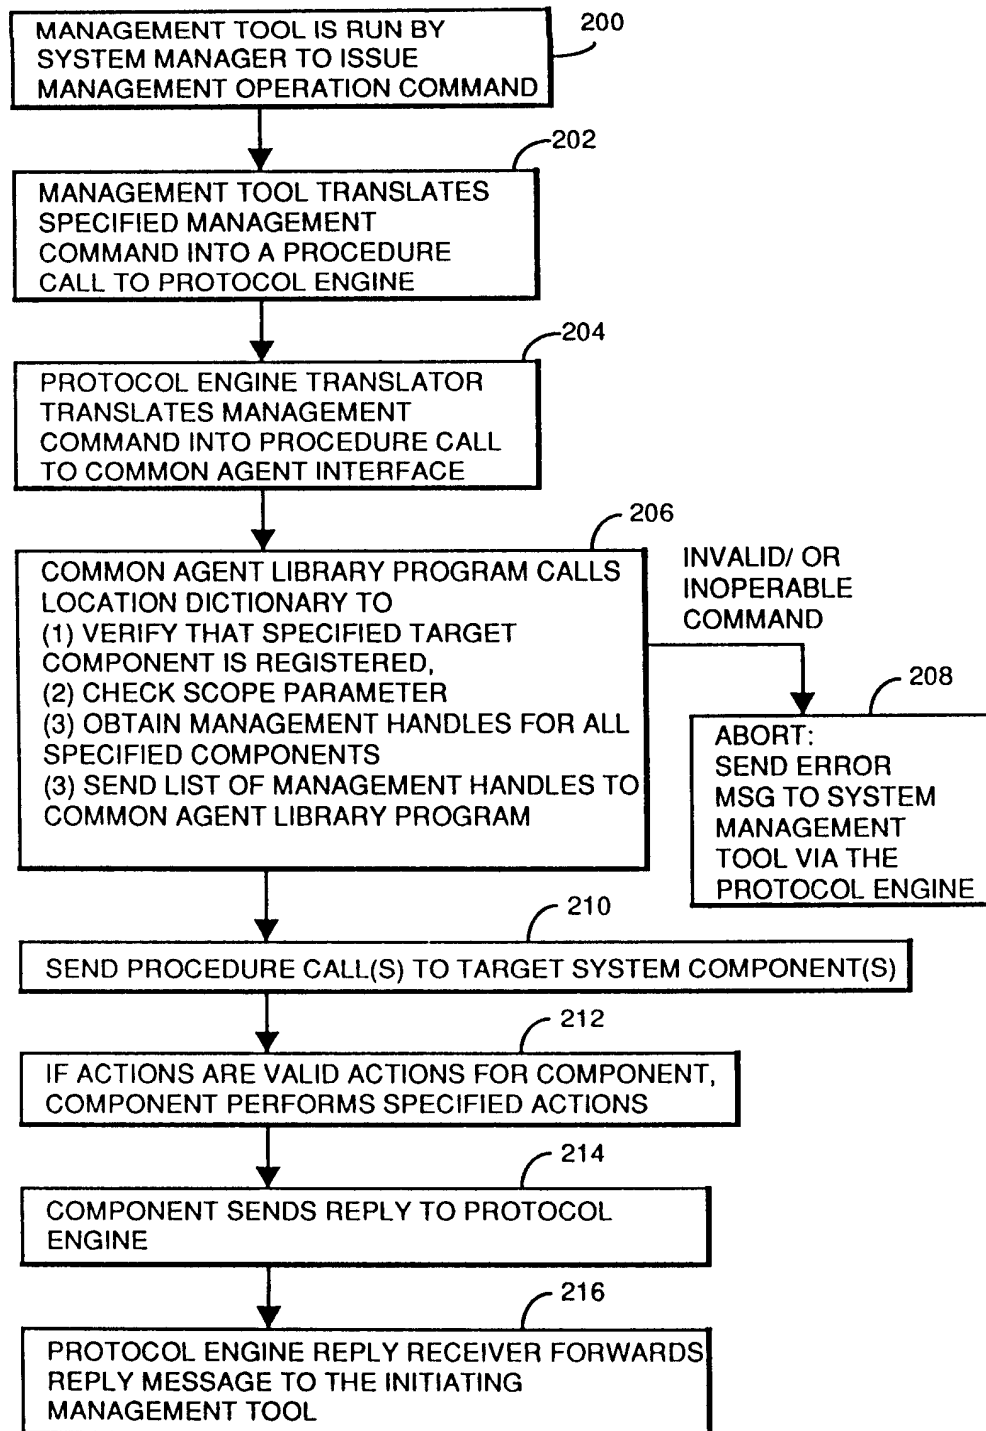 MANAGEMENT TOOL IS RUN BY
SYSTEM MANAGER TO ISSUE
MANAGEMENT OPERATION COMMAND
200
202
MANAGEMENT TOOL TRANSLATES
SPECIFIED MANAGEMENT
COMMAND INTO A PROCEDURE
CALL TO PROTOCOL ENGINE
204
PROTOCOL ENGINE TRANSLATOR
TRANSLATES MANAGEMENT
COMMAND INTO PROCEDURE CALL
TO COMMON AGENT INTERFACE
206
COMMON AGENT LIBRARY PROGRAM CALLS
LOCATION DICTIONARY TO
(1) VERIFY THAT SPECIFIED TARGET
COMPONENT IS REGISTERED,
(2) CHECK SCOPE PARAMETER
(3) OBTAIN MANAGEMENT HANDLES FOR ALL
SPECIFIED COMPONENTS
(3) SEND LIST OF MANAGEMENT HANDLES TO
COMMON AGENT LIBRARY PROGRAM
INVALID/ OR
INOPERABLE
COMMAND
208
ABORT:
SEND ERROR
MSG TO SYSTEM
MANAGEMENT
TOOL VIA THE
PROTOCOL ENGINE
210
SEND PROCEDURE CALL(S) TO TARGET SYSTEM COMPONENT(S)
212
IF ACTIONS ARE VALID ACTIONS FOR COMPONENT,
COMPONENT PERFORMS SPECIFIED ACTIONS
214
COMPONENT SENDS REPLY TO PROTOCOL
ENGINE
216
PROTOCOL ENGINE REPLY RECEIVER FORWARDS
REPLY MESSAGE TO THE INITIATING
MANAGEMENT TOOL